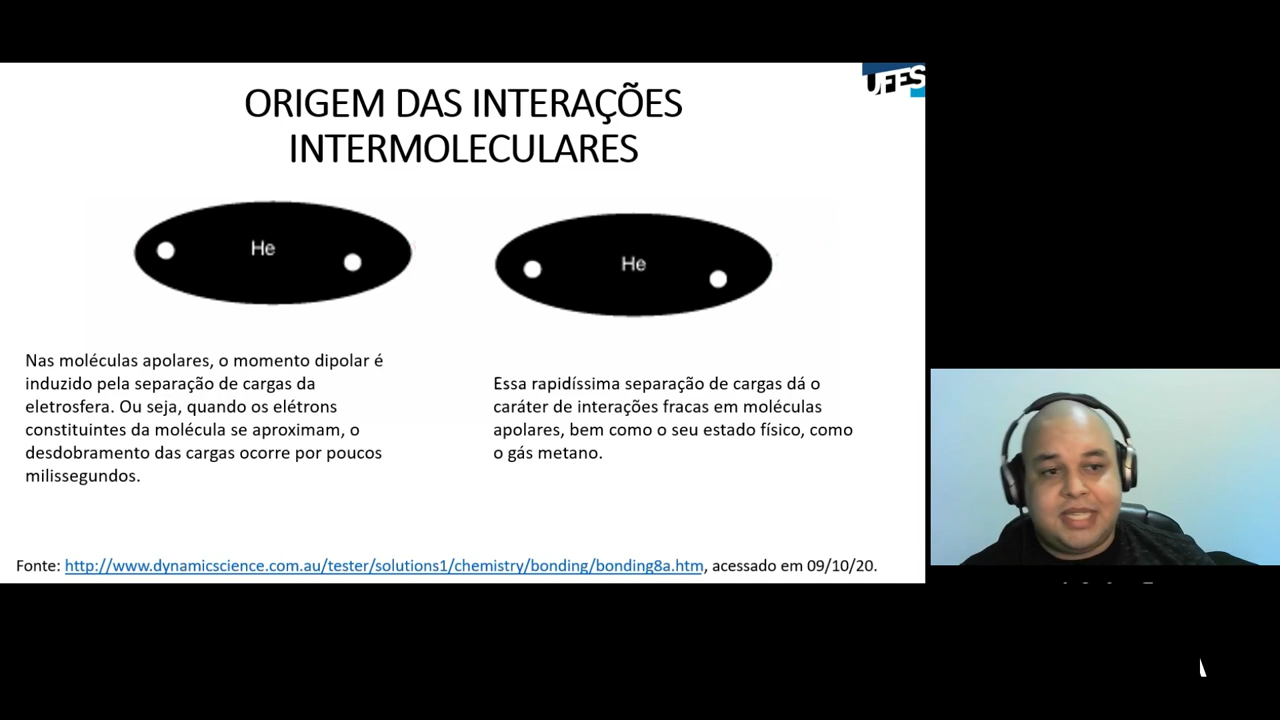 UFES
ORIGEM DAS INTERAÇÕES
INTERMOLECULARES
He
He
Nas moléculas apolares, o momento dipolar é
induzido pela separação de cargas da
eletrosfera. Ou seja, quando os elétrons
constituintes da molécula se aproximam, o
desdobramento das cargas ocorre por poucos
milissegundos.
Essa rapidíssima separação de cargas dá o
caráter de interações fracas em moléculas
apolares, bem como o seu estado físico, como
o gás metano.
Fonte: http://www.dynamicscience.com.au/tester/solutions1/chemistry/bonding/bonding8a.htm, acessado em 09/10/20.